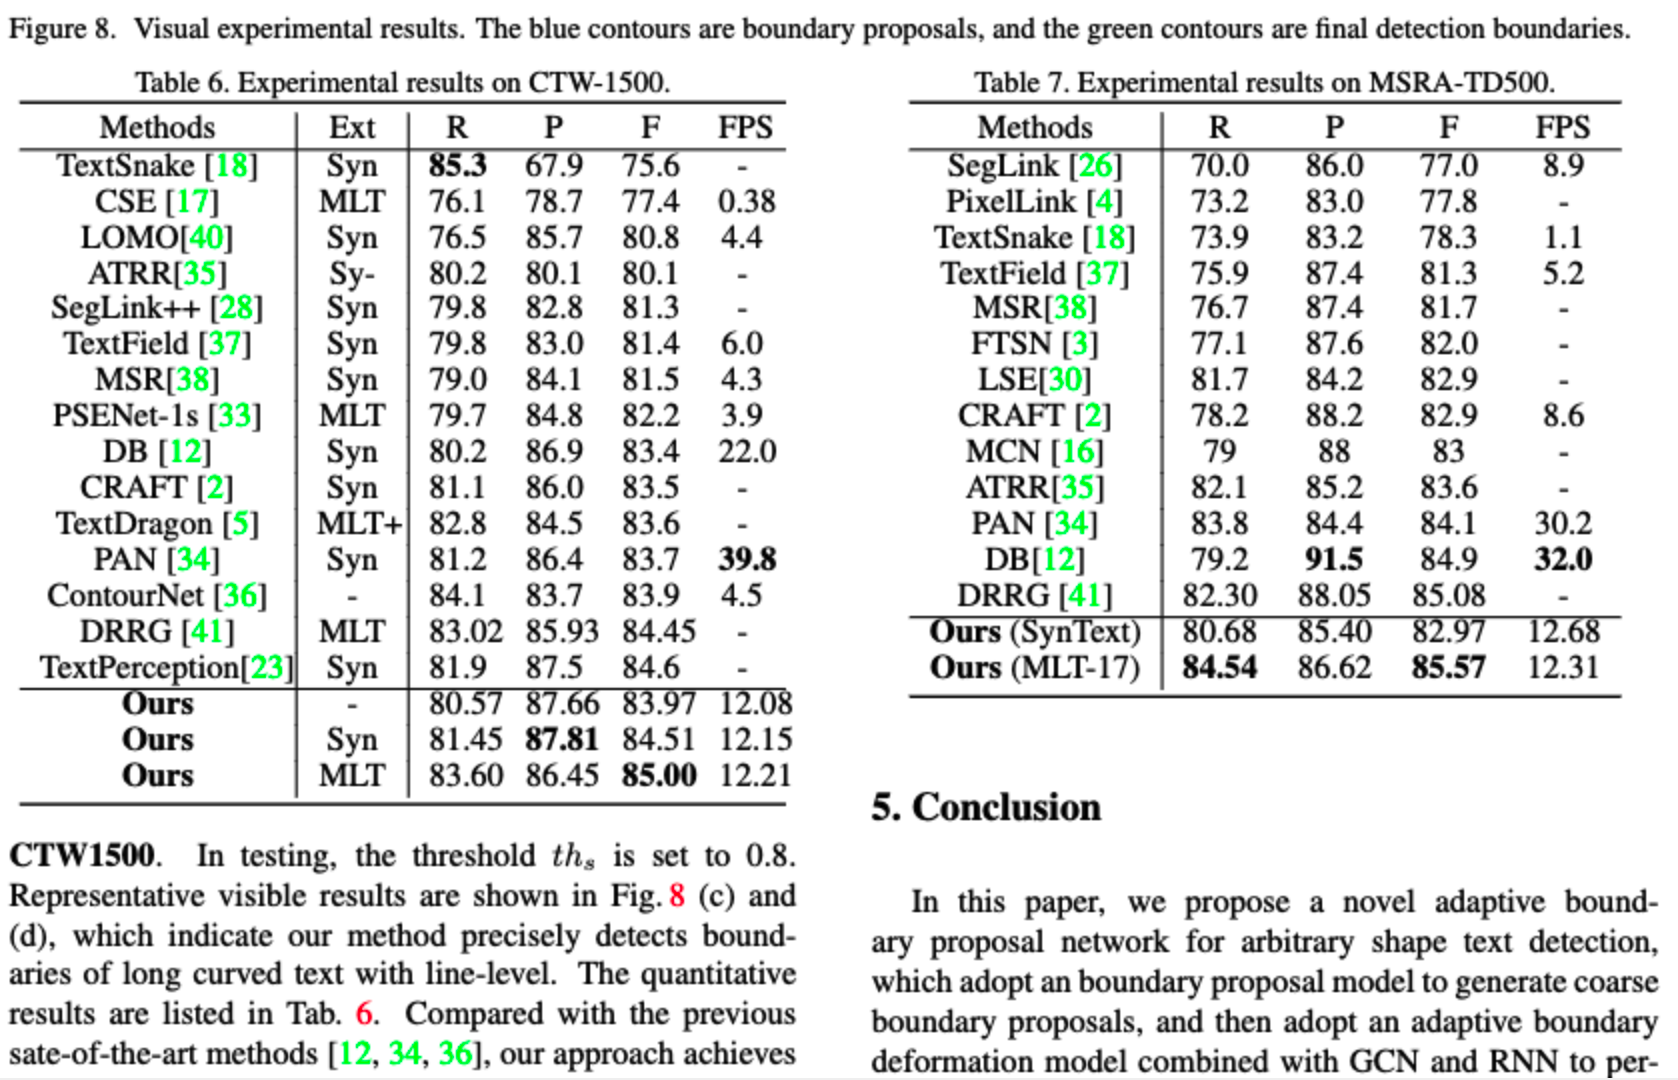 Figure 8. Visual experimental results. The blue contours are boundary proposals, and the green contours are final detection boundaries.
Table 6. Experimental results on CTW-1500.
Methods Ext R P F FPS
TextSnake [18] Syn 85.3 67.9 75.6 -
CSE [17] MLT 76.1 78.7 77.4 0.38
LOMO[40] Syn 76.5 85.7 80.8 4.4
ATRR[35] Sy- 80.2 80.1 80.1 -
SegLink++ [28] Syn 79.8 82.8 81.3 -
TextField [37] Syn 79.8 83.0 81.4 6.0
MSR[38] Syn 79.0 84.1 81.5 4.3
PSENet-1s [33] MLT 79.7 84.8 82.2 3.9
DB [12] Syn 80.2 86.9 83.4 22.0
CRAFT [2] Syn 81.1 86.0 83.5 -
TextDragon [5] MLT+ 82.8 84.5 83.6 -
PAN [34] Syn 81.2 86.4 83.7 39.8
ContourNet [36] - 84.1 83.7 83.9 4.5
DRRG [41] MLT 83.02 85.93 84.45 -
TextPerception[23] Syn 81.9 87.5 84.6 -
Ours - 80.57 87.66 83.97 12.08
Ours Syn 81.45 87.81 84.51 12.15
Ours MLT 83.60 86.45 85.00 12.21
CTW1500. In testing, the threshold ths is set to 0.8.
Representative visible results are shown in Fig. 8 (c) and
(d), which indicate our method precisely detects bound-
aries of long curved text with line-level. The quantitative
results are listed in Tab. 6. Compared with the previous
sate-of-the-art methods [12, 34, 36], our approach achieves
Table 7. Experimental results on MSRA-TD500.
Methods R P F FPS
SegLink [26] 70.0 86.0 77.0 8.9
PixelLink [4] 73.2 83.0 77.8 -
TextSnake [18] 73.9 83.2 78.3 1.1
TextField [37] 75.9 87.4 81.3 5.2
MSR[38] 76.7 87.4 81.7 -
FTSN [3] 77.1 87.6 82.0 -
LSE[30] 81.7 84.2 82.9 -
CRAFT [2] 78.2 88.2 82.9 8.6
MCN [16] 79 88 83 -
ATRR[35] 82.1 85.2 83.6 -
PAN [34] 83.8 84.4 84.1 30.2
DB[12] 79.2 91.5 84.9 32.0
DRRG [41] 82.30 88.05 85.08 -
Ours (SynText) 80.68 85.40 82.97 12.68
Ours (MLT-17) 84.54 86.62 85.57 12.31
5. Conclusion
In this paper, we propose a novel adaptive bound-
ary proposal network for arbitrary shape text detection,
which adopt an boundary proposal model to generate coarse
boundary proposals, and then adopt an adaptive boundary
deformation model combined with GCN and RNN to per-